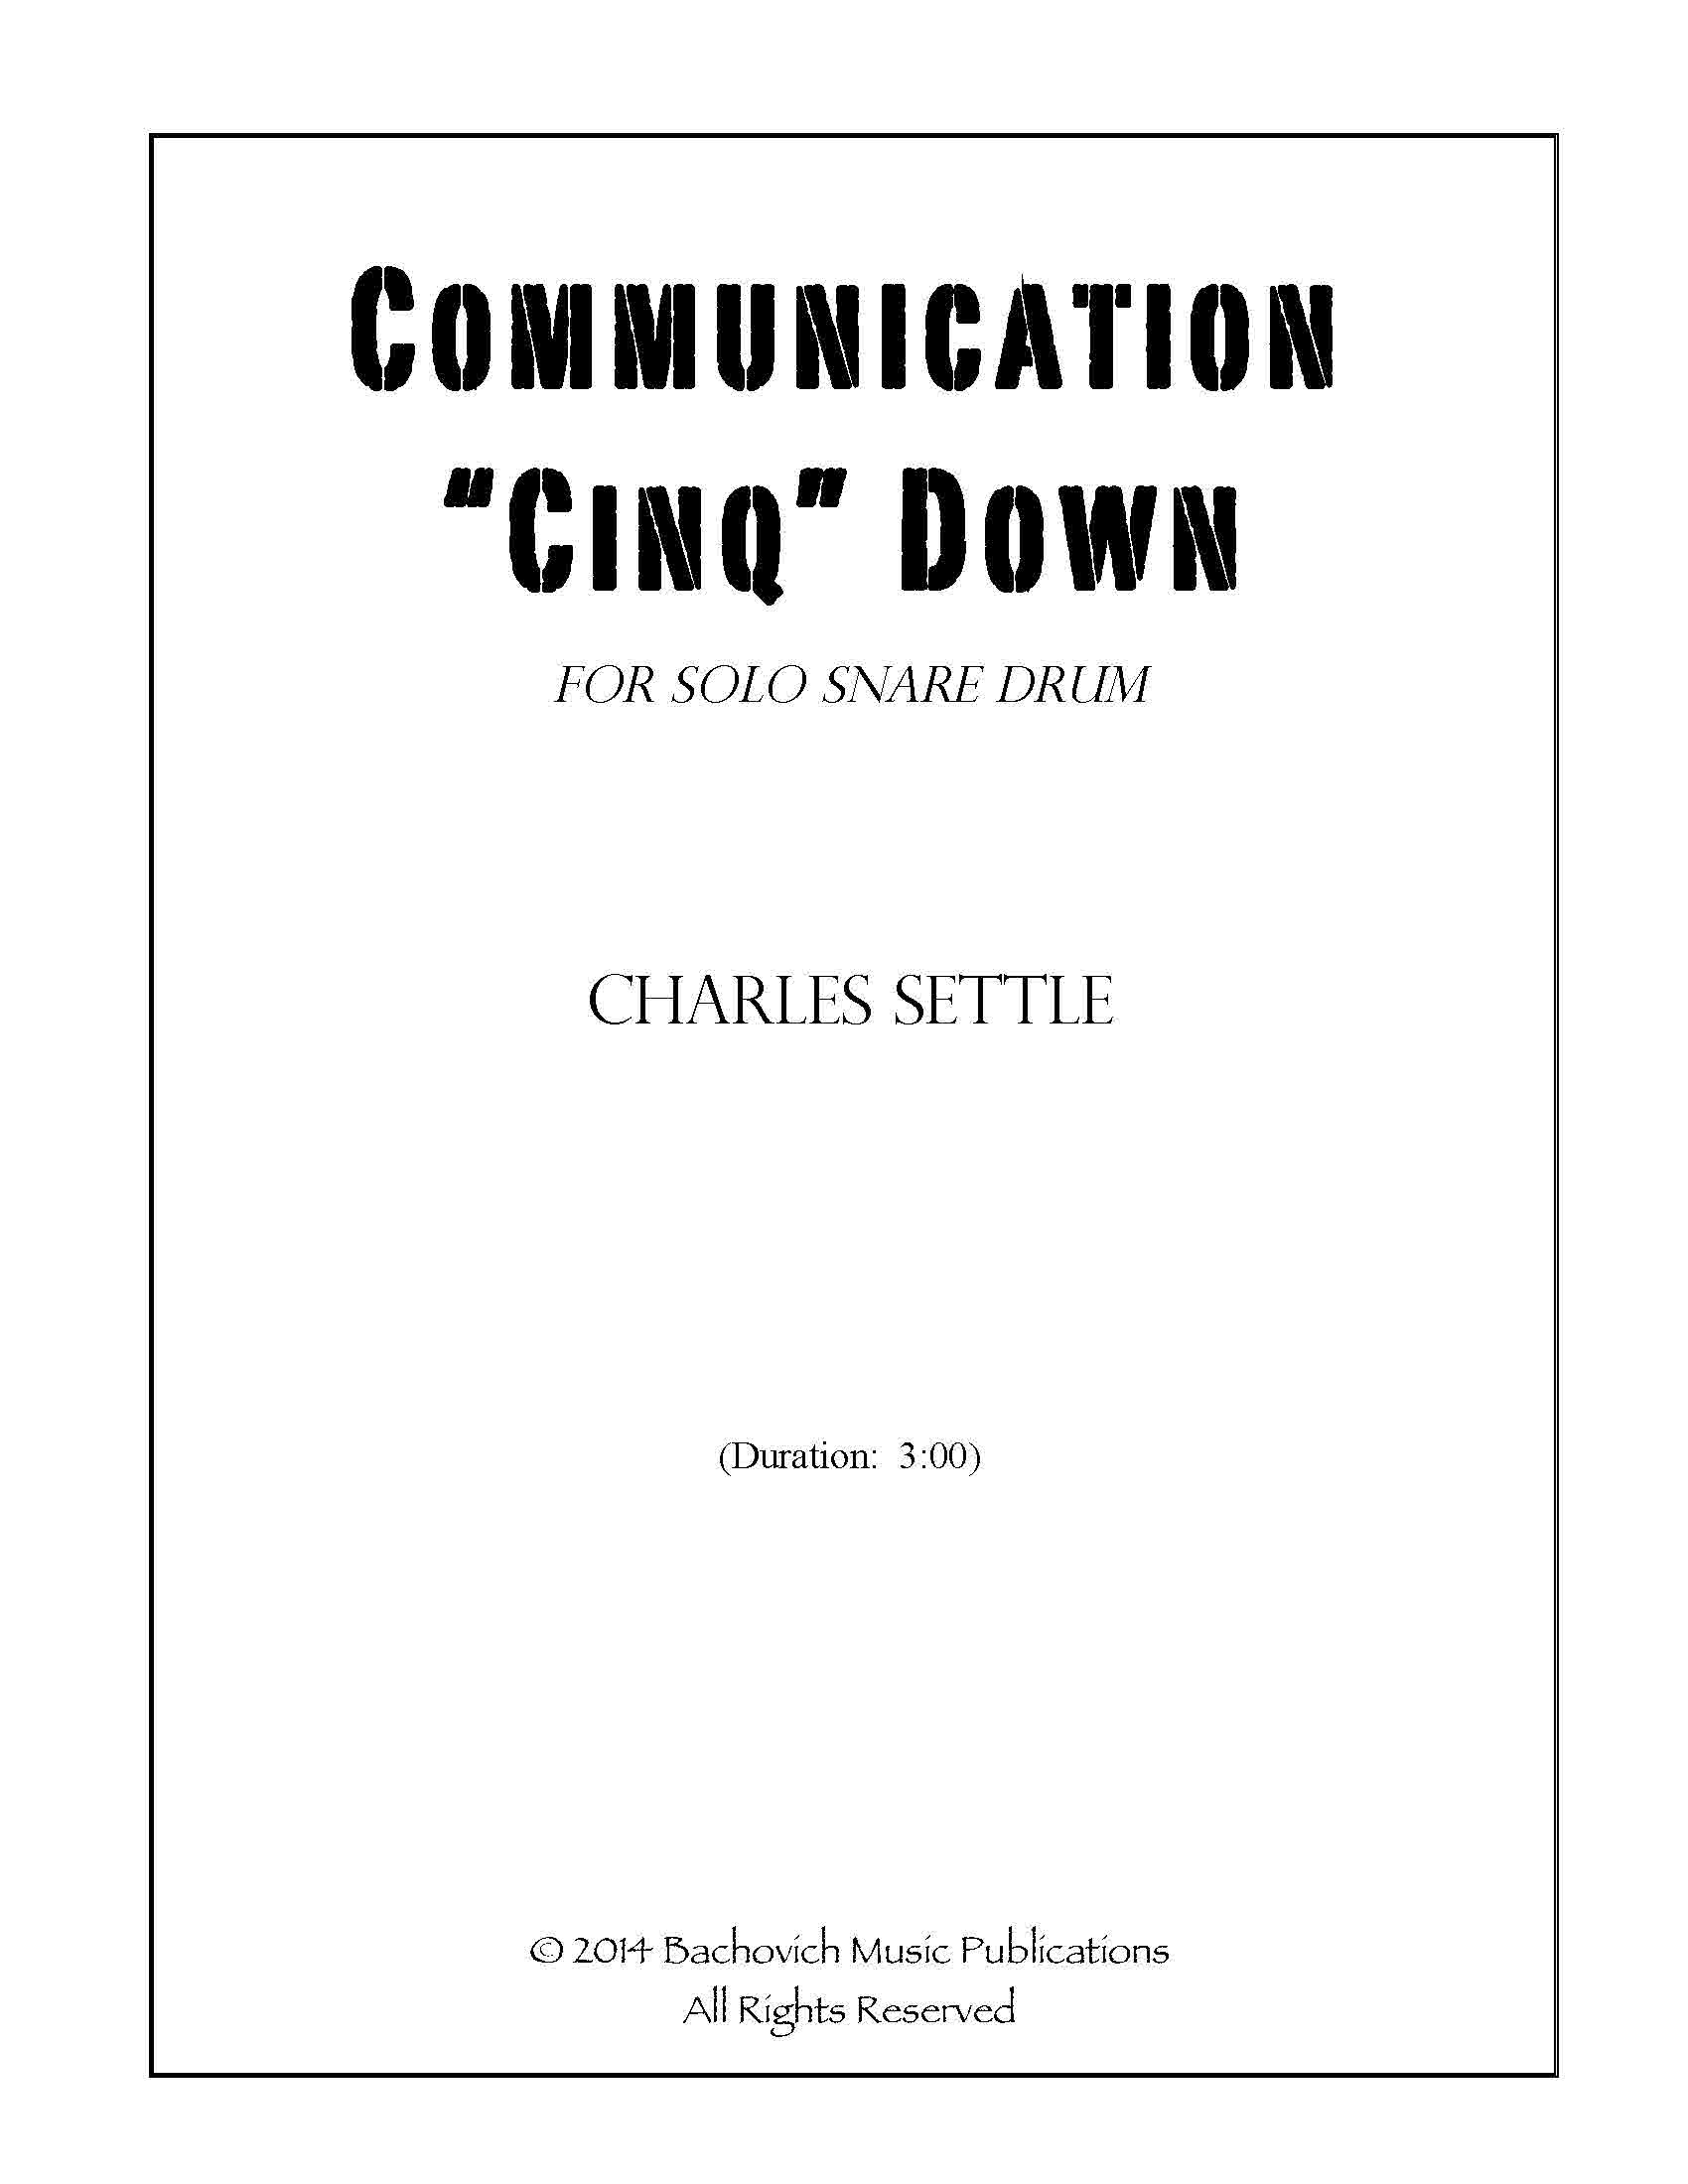 Communication
“Cinq” Down
for Solo Snare Drum
Charles Settle
(Duration:  3:00)
© 2014 Bachovich Music Publications
All Rights Reserved